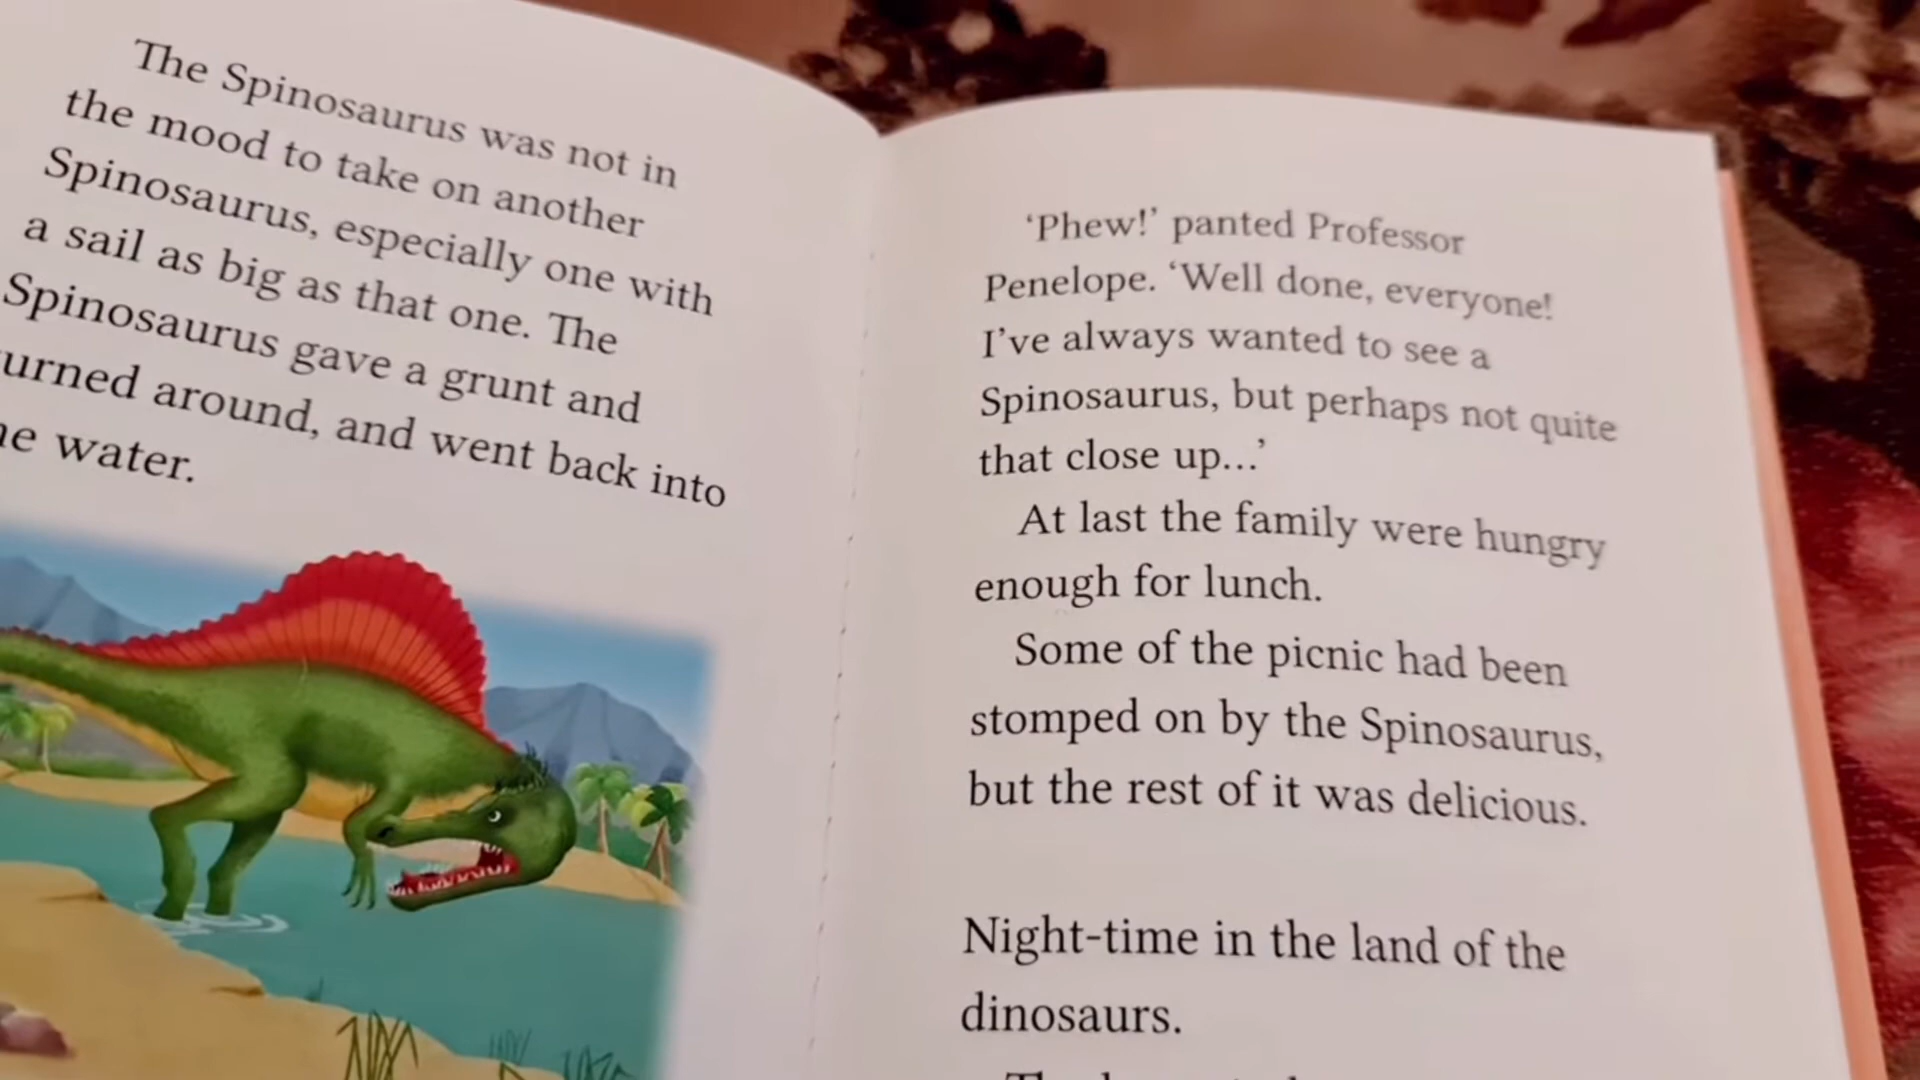 The Spinosaurus was not in
the mood to take on another
Spinosaurus, especially one with
a sail as big as that one. The
Spinosaurus gave a grunt and
urned around, and went back into
he water.
‘Phew!’ panted Professor
Penelope. ‘Well done, everyone!
I’ve always wanted to see a
Spinosaurus, but perhaps not quite
that close up...’
At last the family were hungry
enough for lunch.
Some of the picnic had been
stomped on by the Spinosaurus,
but the rest of it was delicious.
Night-time in the land of the
dinosaurs.